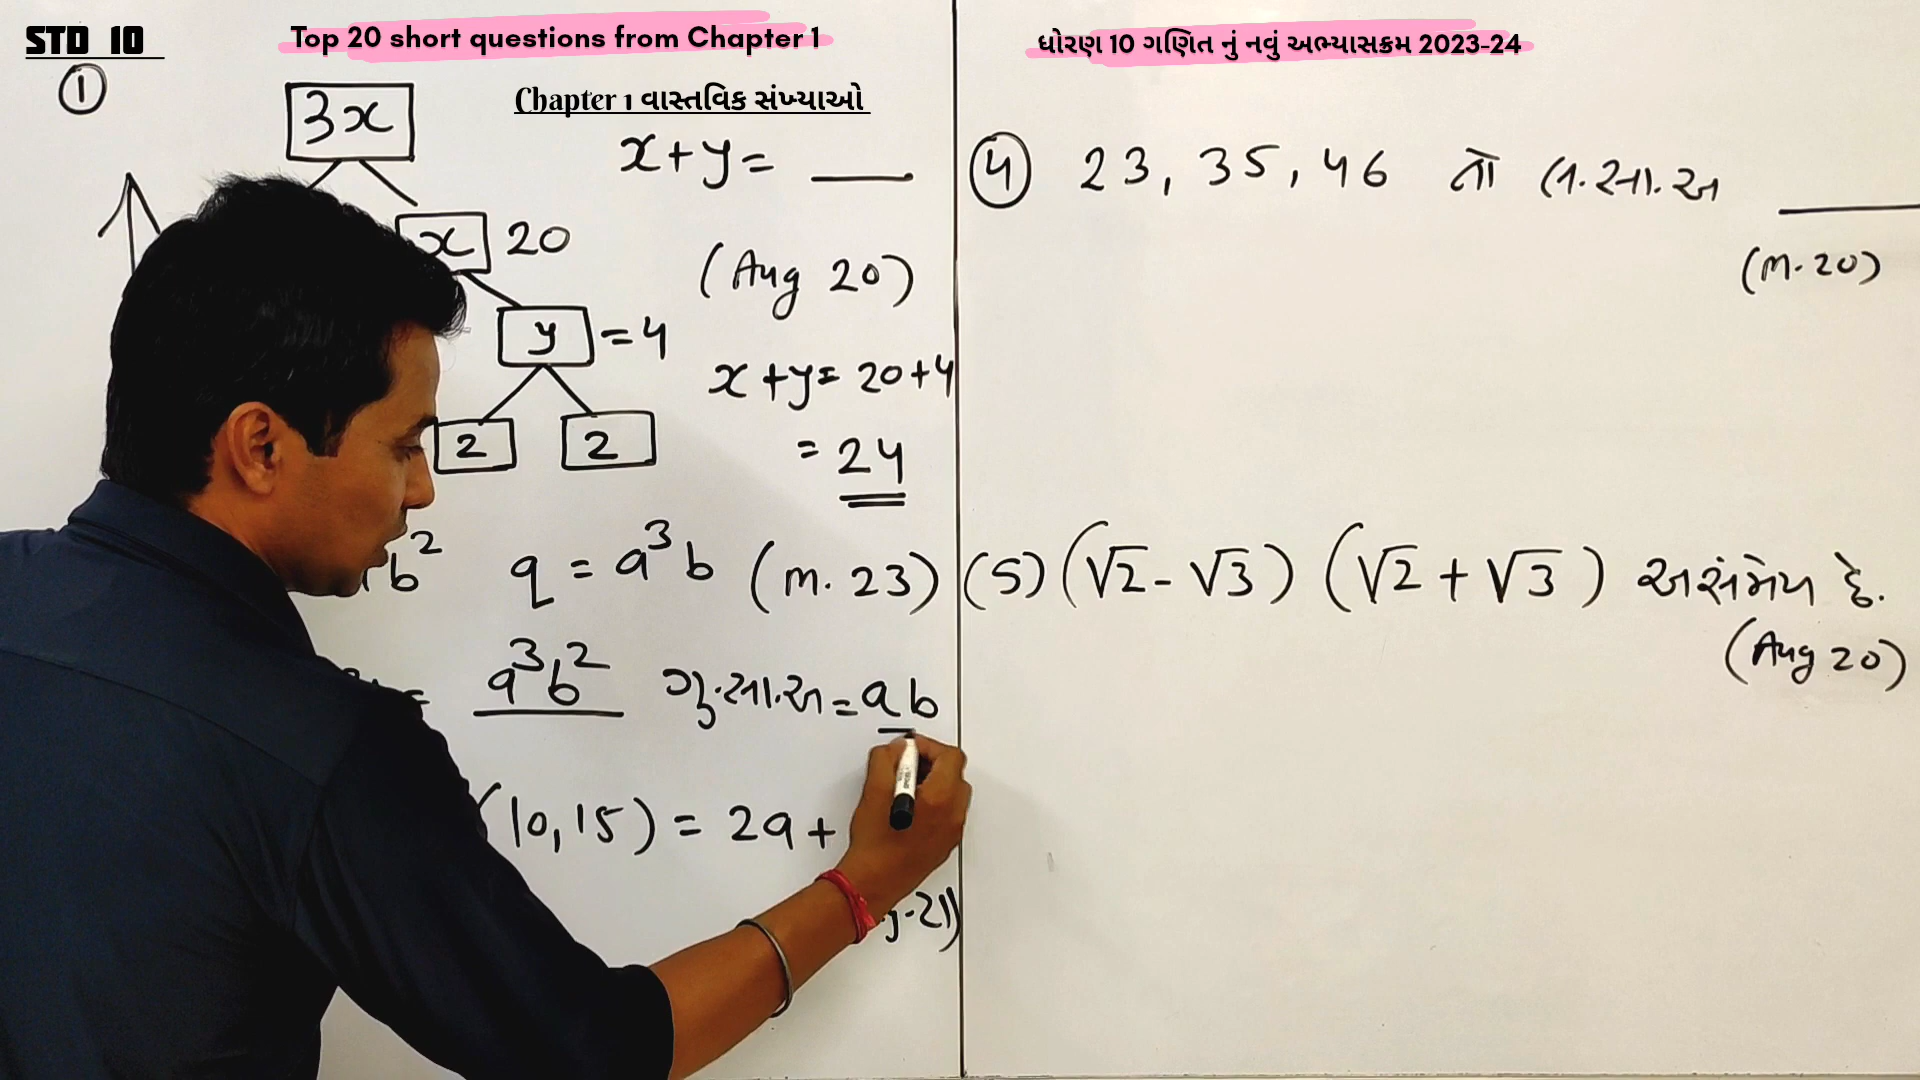 STD 10
Top 20 short questions from Chapter 1
ધોરણ 10 ગણિત નું નવું અભ્યાસક્રમ 2023-24
Chapter 1 વાસ્તવિક સંખ્યાઓ
①
3x
x 20
y = 4
2 2
x+y= ___
(Aug 20)
x+y= 20+4
= 24
b² q = a³b (m. 23)
= a³b² ગુ.સા.અ = ab
(10,15) = 2a+
-21)
④ 23, 35, 46 તો લ.સા.અ ___
(m. 20)
(5) (√2 - √3) (√2 + √3) અસંમેય છે.
(Aug 20)